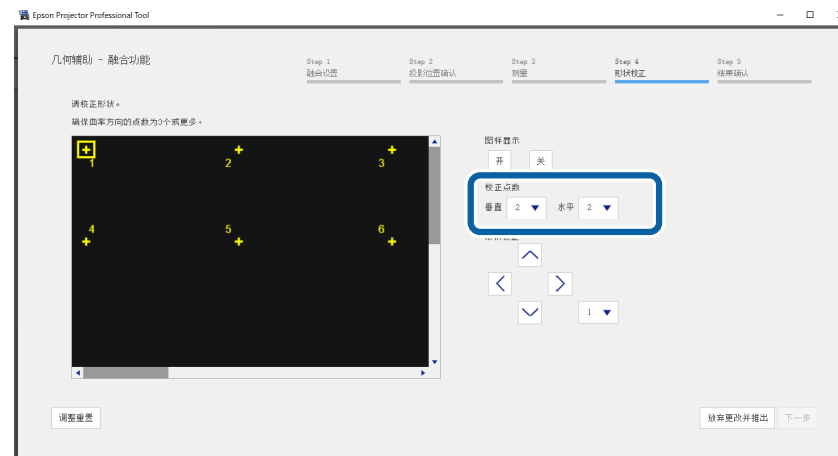 Epson Projector Professional Tool
几何辅助 - 融合功能
Step 1
融合设置
Step 2
投影位置确认
Step 3
测量
Step 4
形状校正
Step 5
结果确认
请校正形状。
确保曲率方向的点数为3个或更多。
1
2
3
4
5
6
图样显示
开
关
校正点数
垂直 2 水平 2
1
调整重置
放弃更改并推出
下一步